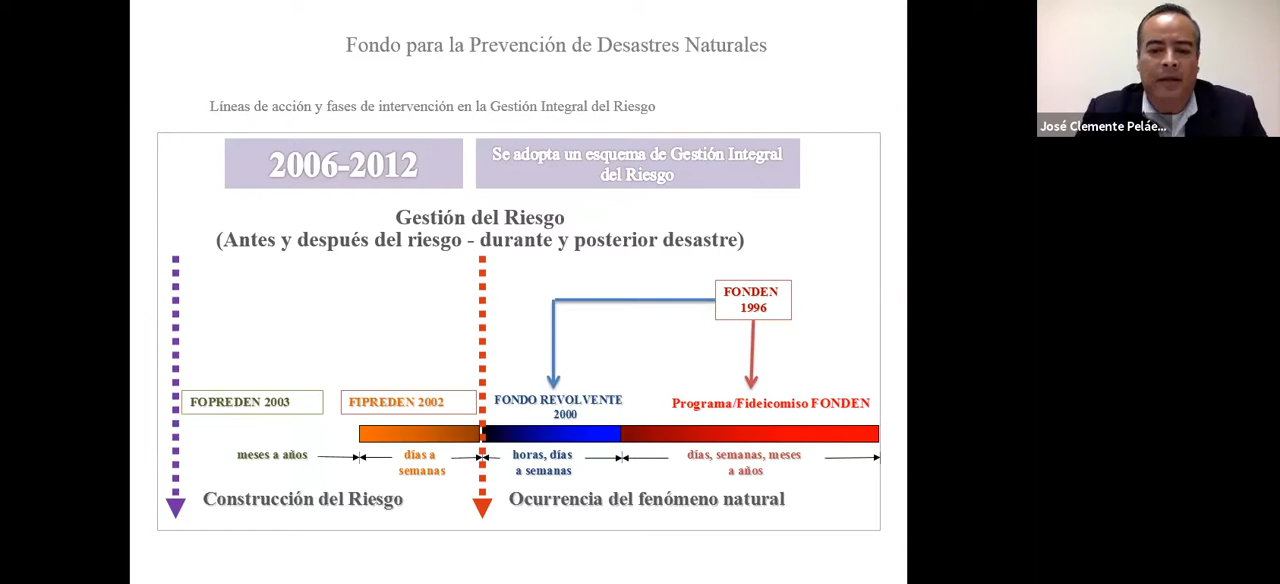 Fondo para la Prevención de Desastres Naturales
José Clemente Peláe...
Líneas de acción y fases de intervención en la Gestión Integral del Riesgo
2006-2012
Se adopta un esquema de Gestión Integral
del Riesgo
Gestión del Riesgo
(Antes y después del riesgo - durante y posterior desastre)
FONDEN
1996
FOPREDEN 2003
FIPREDEN 2002
FONDO REVOLVENTE
2000
Programa/Fideicomiso FONDEN
meses a años
días a
semanas
horas, días
a semanas
días, semanas, meses
a años
Construcción del Riesgo
Ocurrencia del fenómeno natural